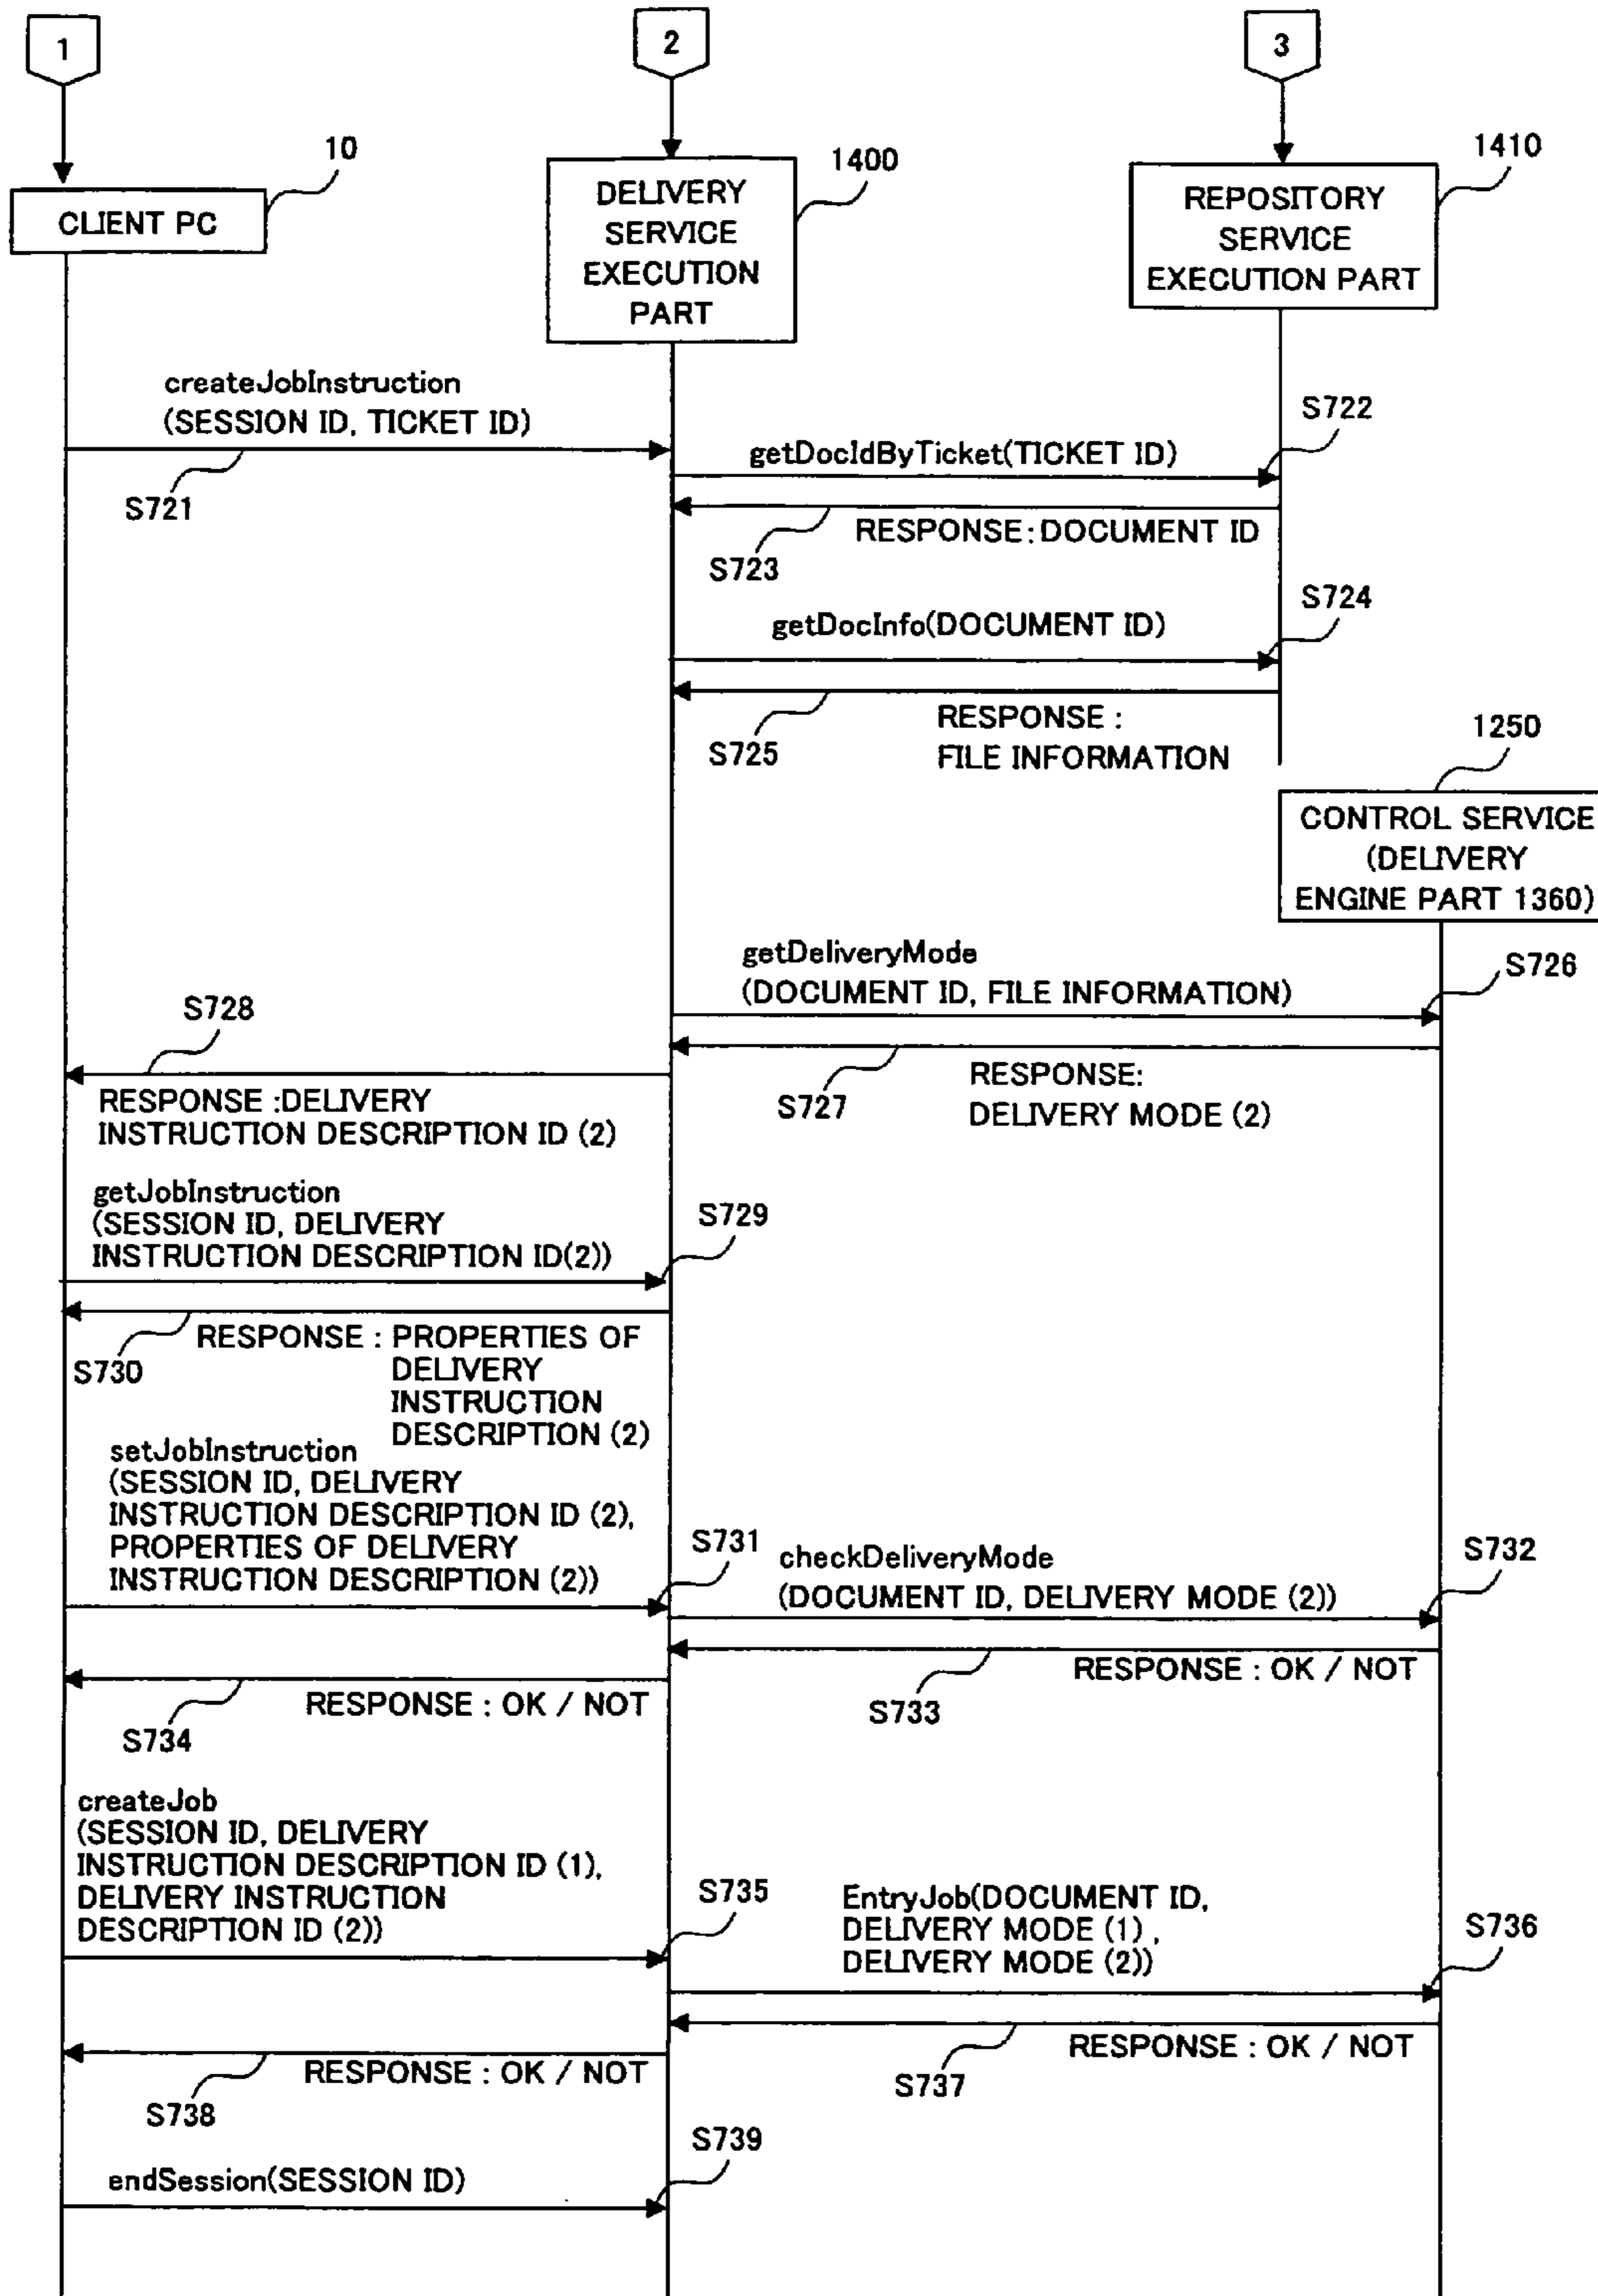 1
2
3
10
1400
1410
CLIENT PC
DELIVERY
SERVICE
EXECUTION
PART
REPOSITORY
SERVICE
EXECUTION PART
createJobInstruction
(SESSION ID, TICKET ID)
S721
S722
getDocIdByTicket(TICKET ID)
RESPONSE:DOCUMENT ID
S723
S724
getDocInfo(DOCUMENT ID)
RESPONSE :
FILE INFORMATION
S725
1250
CONTROL SERVICE
(DELIVERY
ENGINE PART 1360)
getDeliveryMode
(DOCUMENT ID, FILE INFORMATION)
S726
S728
RESPONSE:
DELIVERY MODE (2)
S727
RESPONSE :DELIVERY
INSTRUCTION DESCRIPTION ID (2)
getJobInstruction
(SESSION ID, DELIVERY
INSTRUCTION DESCRIPTION ID(2))
S729
RESPONSE : PROPERTIES OF
DELIVERY
INSTRUCTION
DESCRIPTION (2)
S730
setJobInstruction
(SESSION ID, DELIVERY
INSTRUCTION DESCRIPTION ID (2),
PROPERTIES OF DELIVERY
INSTRUCTION DESCRIPTION (2))
S731
checkDeliveryMode
(DOCUMENT ID, DELIVERY MODE (2))
S732
RESPONSE : OK / NOT
S733
RESPONSE : OK / NOT
S734
createJob
(SESSION ID, DELIVERY
INSTRUCTION DESCRIPTION ID (1),
DELIVERY INSTRUCTION
DESCRIPTION ID (2))
S735
EntryJob(DOCUMENT ID,
DELIVERY MODE (1) ,
DELIVERY MODE (2))
S736
RESPONSE : OK / NOT
S737
RESPONSE : OK / NOT
S738
S739
endSession(SESSION ID)